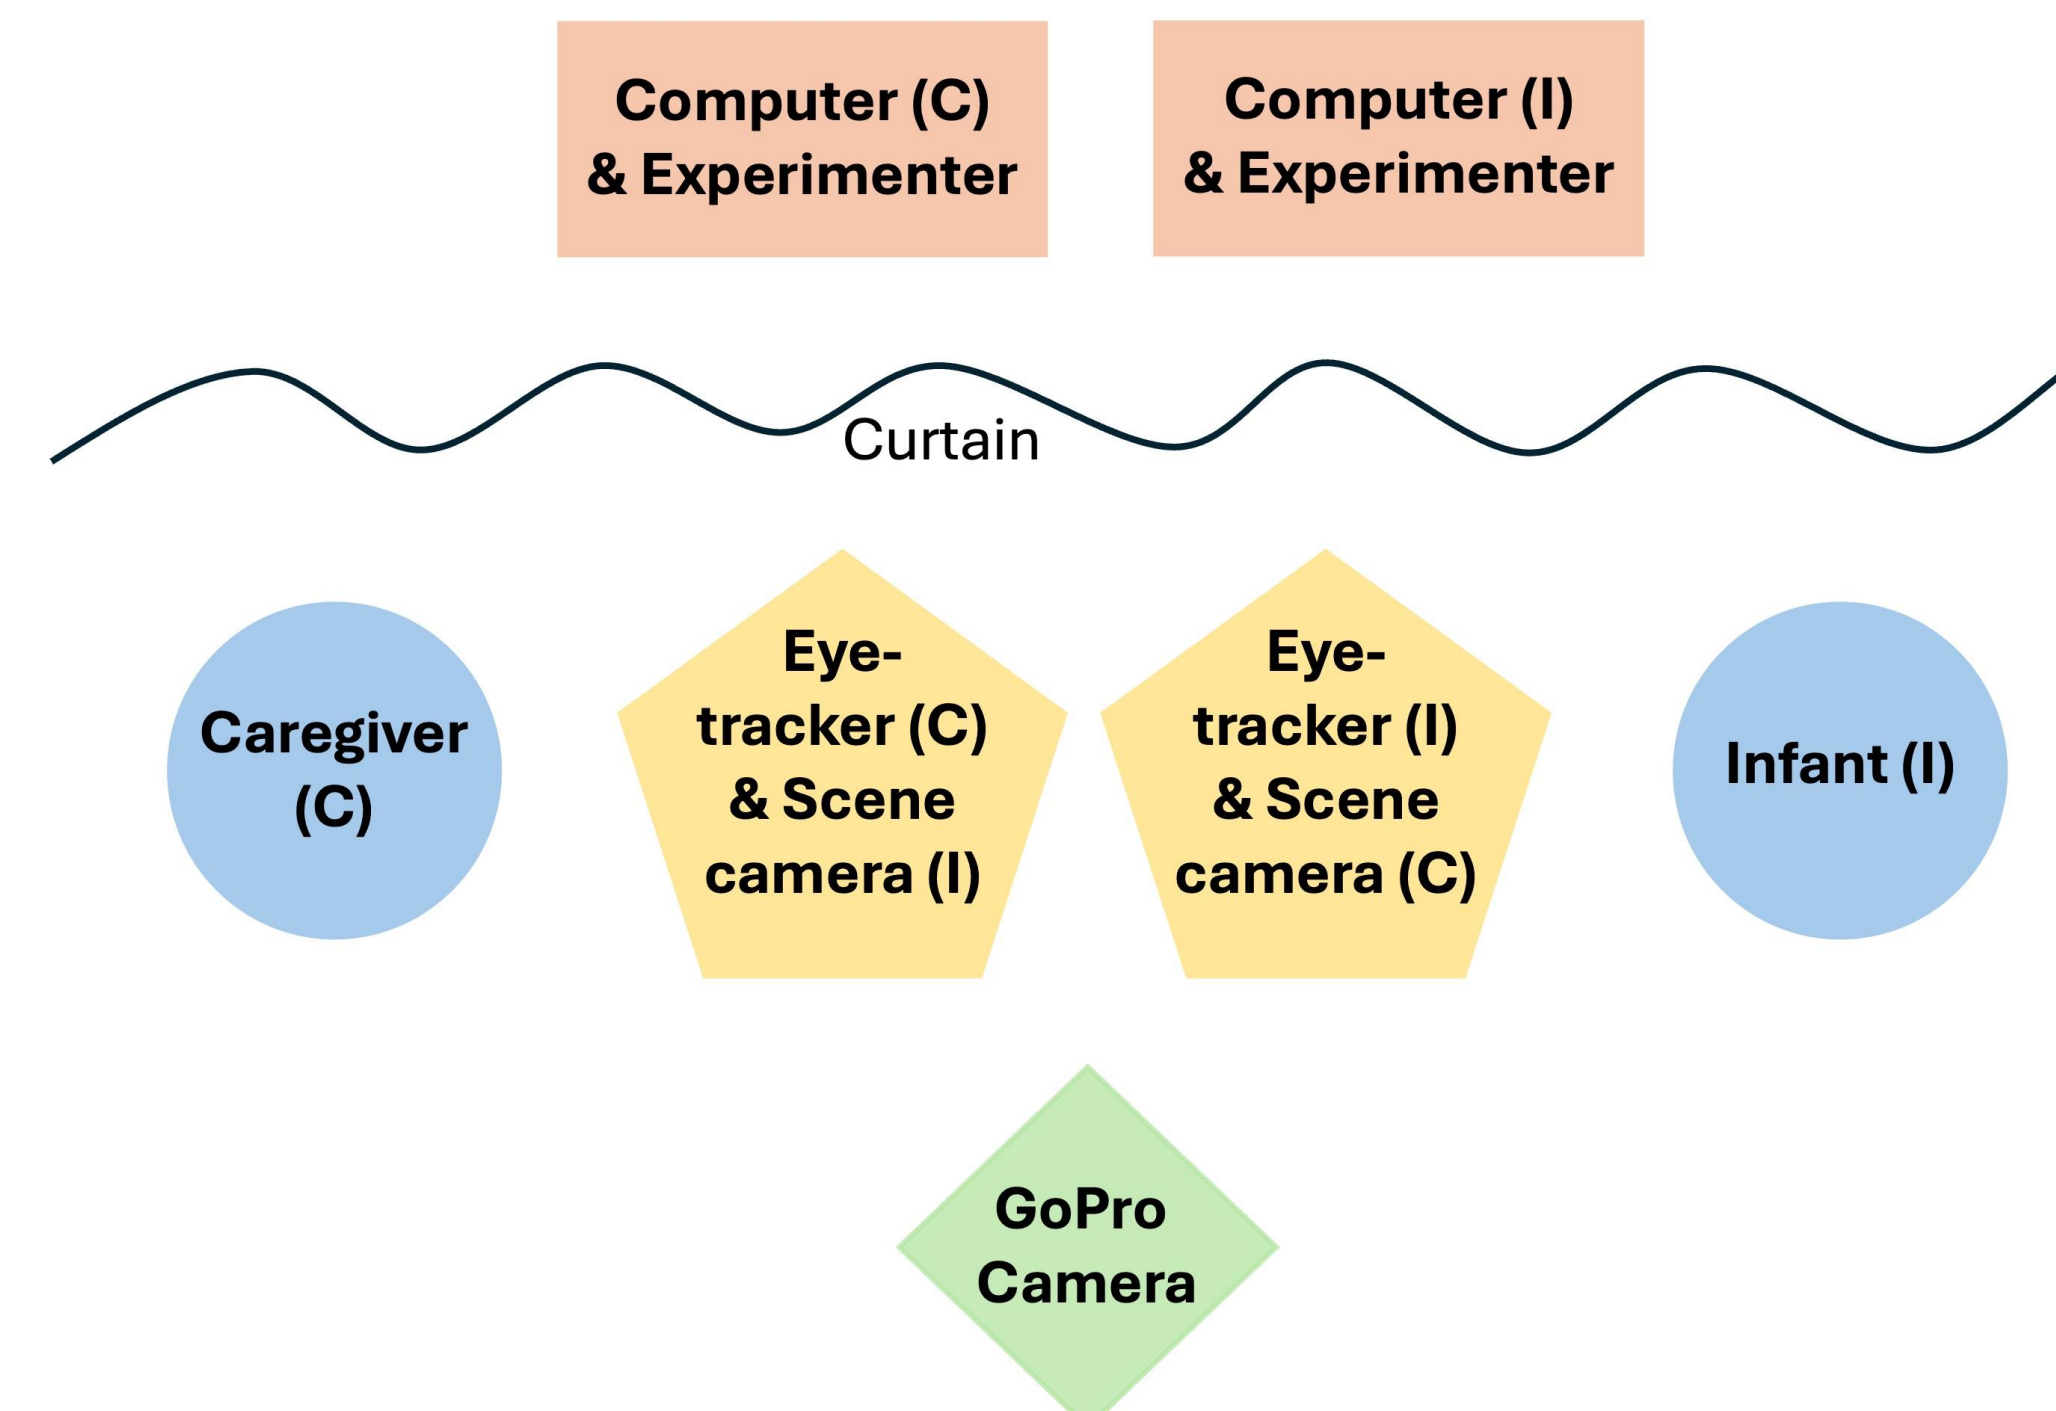 Computer (C)
& Experimenter
Computer (I)
& Experimenter
Curtain
Caregiver
(C)
Eye-
tracker (C)
& Scene
camera (I)
Eye-
tracker (I)
& Scene
camera (C)
Infant (I)
GoPro
Camera